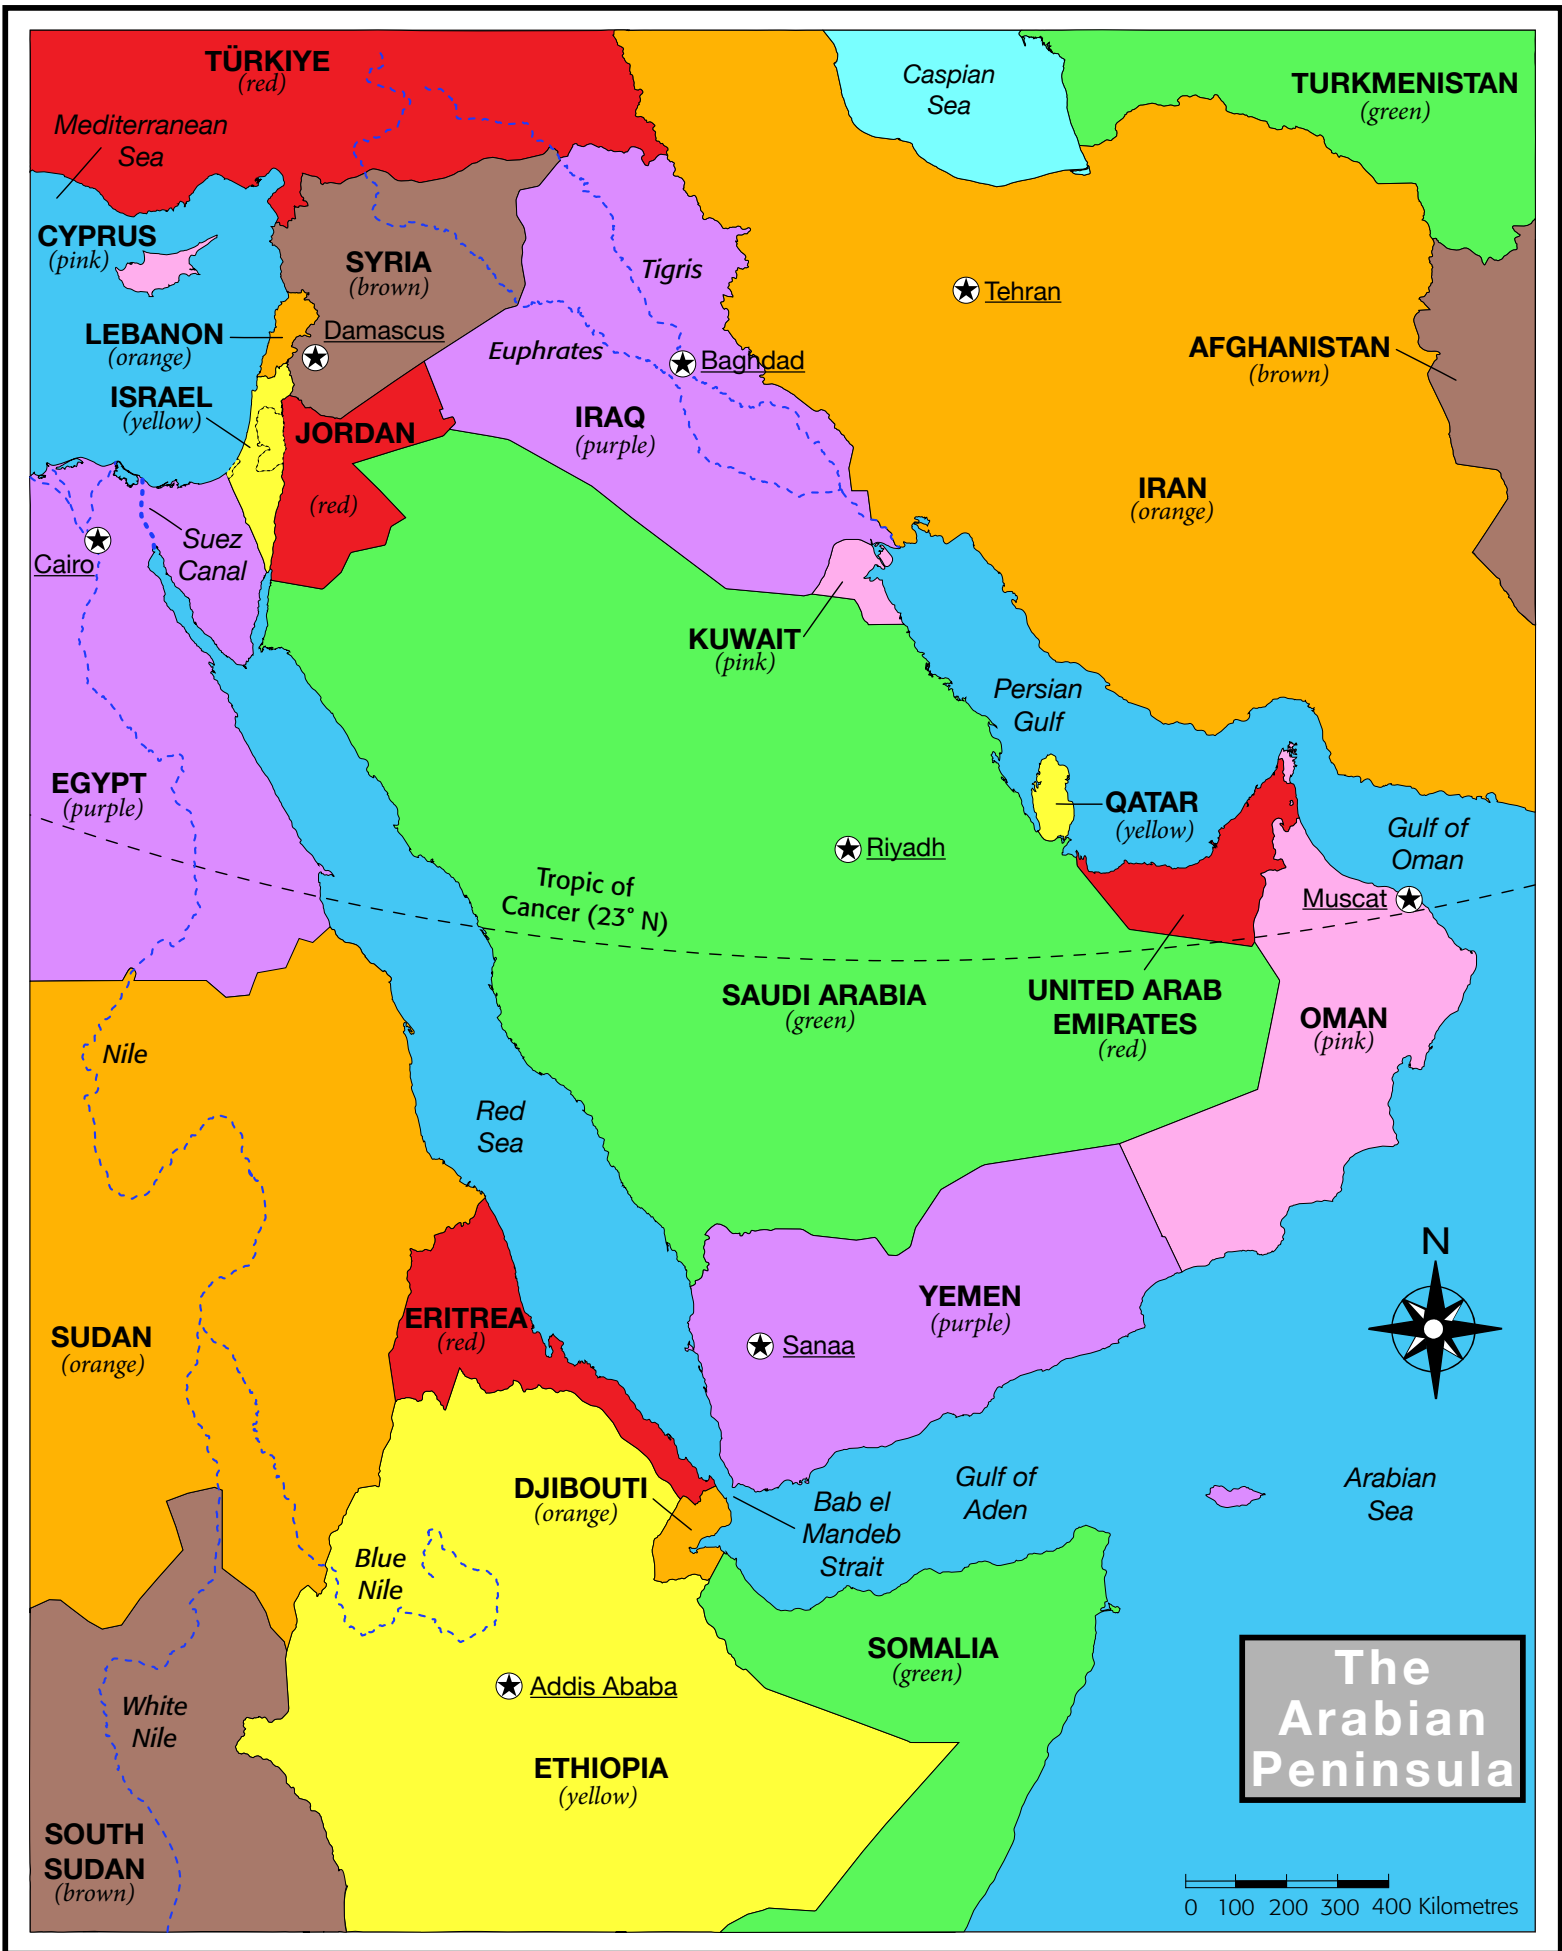 TÜRKİYE
(red)
Caspian
Sea
TURKMENISTAN
(green)
Mediterranean
Sea
CYPRUS
(pink)
SYRIA
(brown)
Tigris
Tehran
LEBANON
(orange)
Damascus
Euphrates
Baghdad
AFGHANISTAN
(brown)
ISRAEL
(yellow)
JORDAN
(red)
IRAQ
(purple)
IRAN
(orange)
Suez
Canal
Cairo
KUWAIT
(pink)
Persian
Gulf
EGYPT
(purple)
QATAR
(yellow)
Gulf of
Oman
Riyadh
Tropic of
Cancer (23° N)
Muscat
SAUDI ARABIA
(green)
UNITED ARAB
EMIRATES
(red)
OMAN
(pink)
Nile
Red
Sea
N
SUDAN
(orange)
ERITREA
(red)
YEMEN
(purple)
Sanaa
DJIBOUTI
(orange)
Bab el
Mandeb
Strait
Gulf of
Aden
Arabian
Sea
Blue
Nile
SOMALIA
(green)
Addis Ababa
White
Nile
ETHIOPIA
(yellow)
The
Arabian
Peninsula
SOUTH
SUDAN
(brown)
0 100 200 300 400 Kilometres